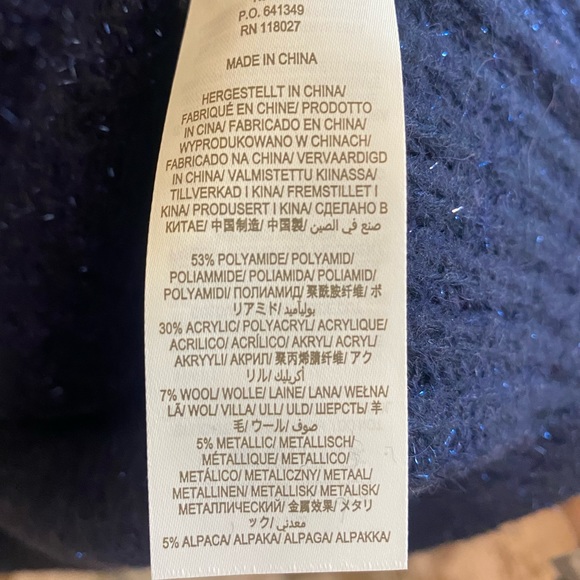 P.O. 641349
RN 118027
MADE IN CHINA
HERGESTELLT IN CHINA/
FABRIQUÉ EN CHINE/ PRODOTTO
IN CINA/ FABRICADO EN CHINA/
WYPRODUKOWANO W CHINACH/
FABRICADO NA CHINA/ VERVAARDIGD
IN CHINA/ VALMISTETTU KIINASSA/
TILLVERKAD I KINA/ FREMSTILLET I
KINA/ PRODUSERT I KINA/ СДЕЛАНО В
КИТАЕ/ 中国制造/ 中國製/ صنع في الصين
53% POLYAMIDE/ POLYAMID/
POLIAMMIDE/ POLIAMIDA/ POLIAMID/
POLYAMIDI/ ПОЛИАМИД/ 聚酰胺纤维/ ポ
リアミド/ بولياميد
30% ACRYLIC/ POLYACRYL/ ACRYLIQUE/
ACRILICO/ ACRÍLICO/ AKRYL/ ACRYL/
AKRYYLI/ АКРИЛ/ 聚丙烯腈纤维/ アク
リル/ أكريليك
7% WOOL/ WOLLE/ LAINE/ LANA/ WEŁNA/
LÃ/ WOL/ VILLA/ ULL/ ULD/ ШЕРСТЬ/ 羊
毛/ ウール/ صوف
5% METALLIC/ METALLISCH/
MÉTALLIQUE/ METALLICO/
METÁLICO/ METALICZNY/ METAAL/
METALLINEN/ METALLISK/ METALLISK/
МЕТАЛЛИЧЕСКИЙ/ 金属效果/ メタリ
ック/ معدني
5% ALPACA/ ALPAKA/ ALPAGA/ ALPAKKA/